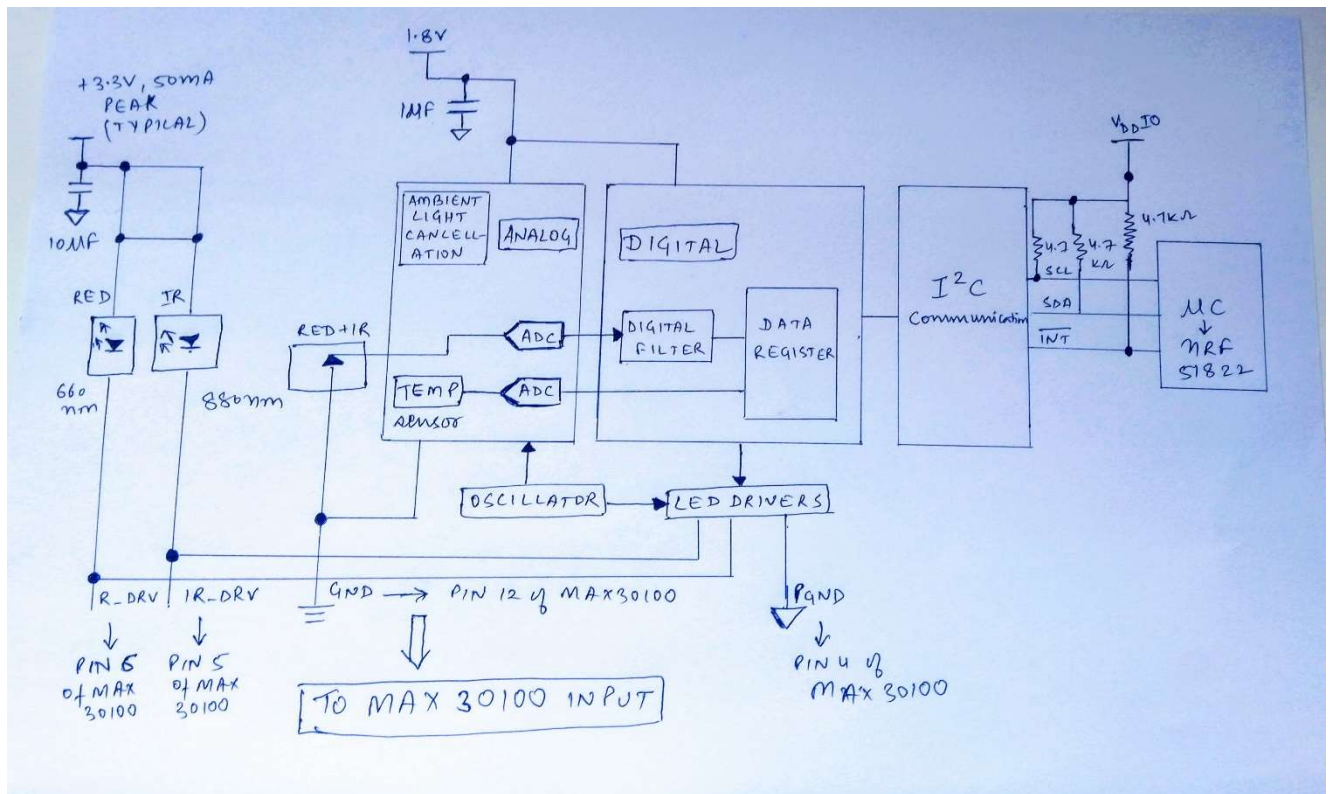 1.8V
+3.3V, 50mA
PEAK
(TYPICAL)
1µF
VDDIO
10µF
AMBIENT
LIGHT
CANCELL-
ATION
ANALOG
DIGITAL
4.7KΩ
4.7
4.7
KΩ
SCL
SDA
INT
I²C
Communication
µC
↓
NRF
51822
RED
IR
RED+IR
ADC
DIGITAL
FILTER
DATA
REGISTER
660
nm
880nm
TEMP
sensor
ADC
OSCILLATOR
LED DRIVERS
R_DRV
IR_DRV
GND → PIN 12 of MAX30100
PGND
PIN 6
of MAX
30100
PIN 5
of MAX
30100
TO MAX 30100 INPUT
PIN 4 of
MAX 30100